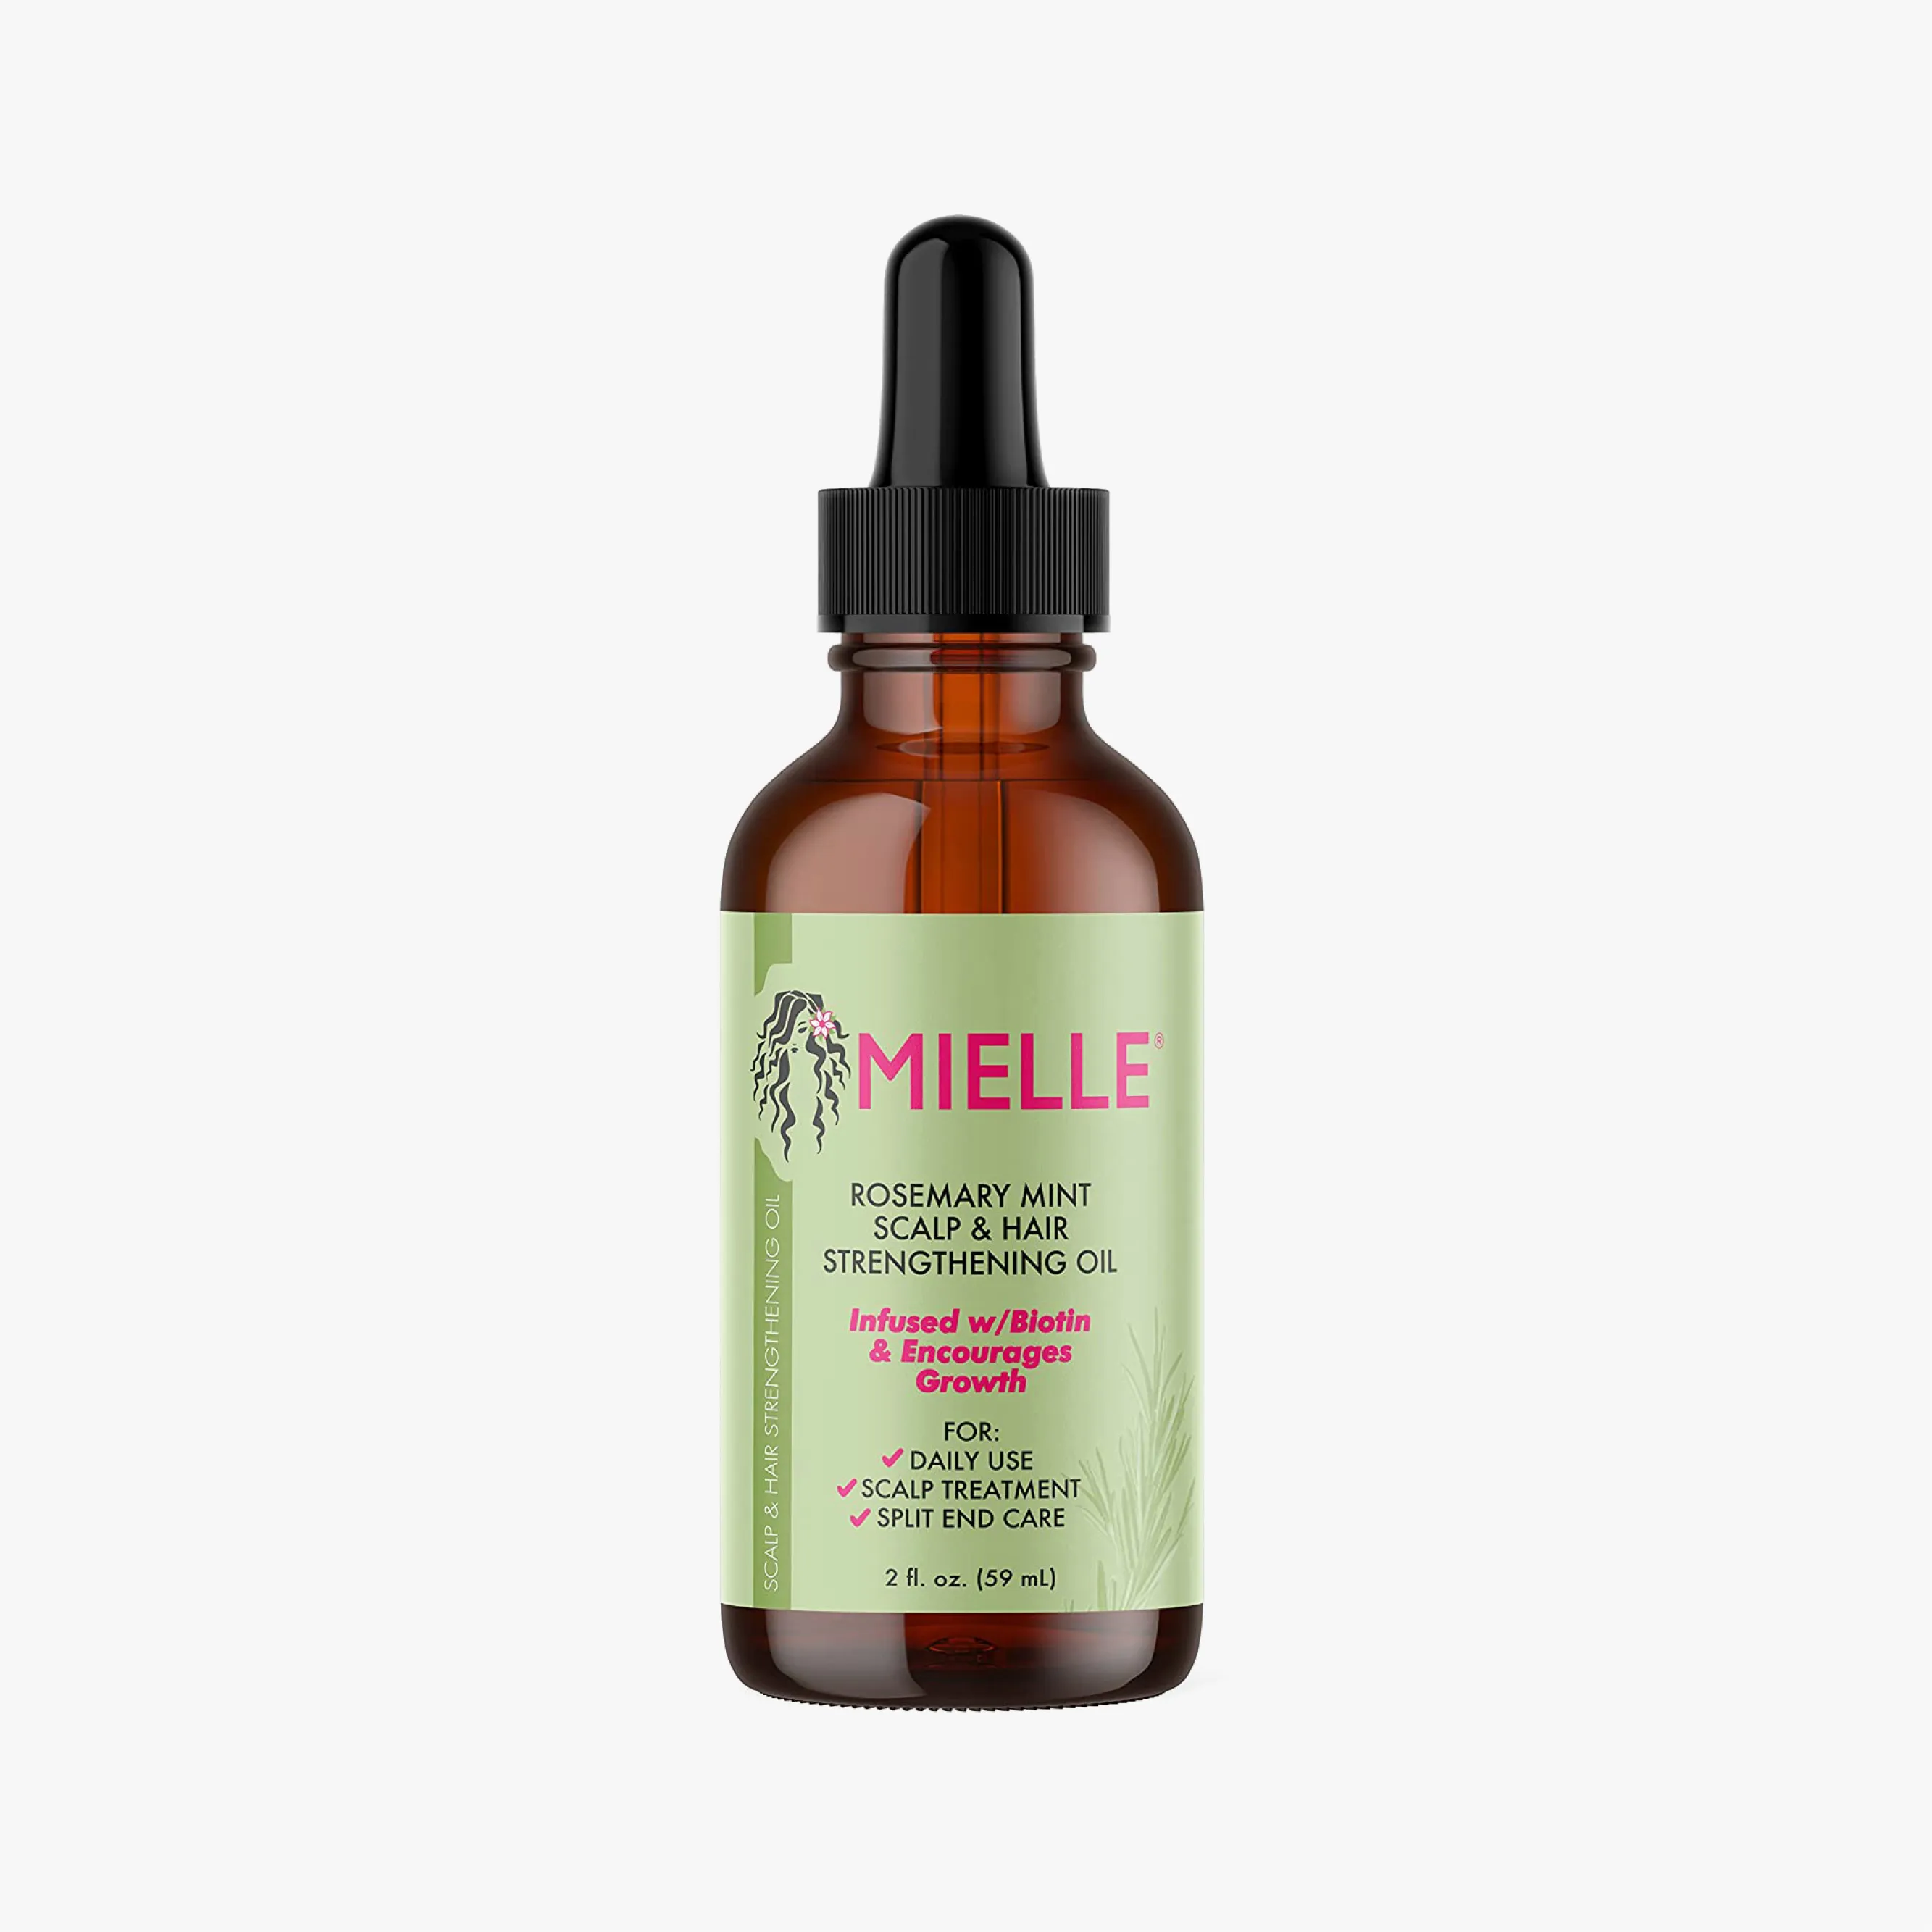 MIELLE®
ROSEMARY MINT
SCALP & HAIR
STRENGTHENING OIL
Infused w/Biotin
& Encourages
Growth
FOR:
✓ DAILY USE
✓ SCALP TREATMENT
✓ SPLIT END CARE
2 fl. oz. (59 mL)
SCALP & HAIR STRENGTHENING OIL